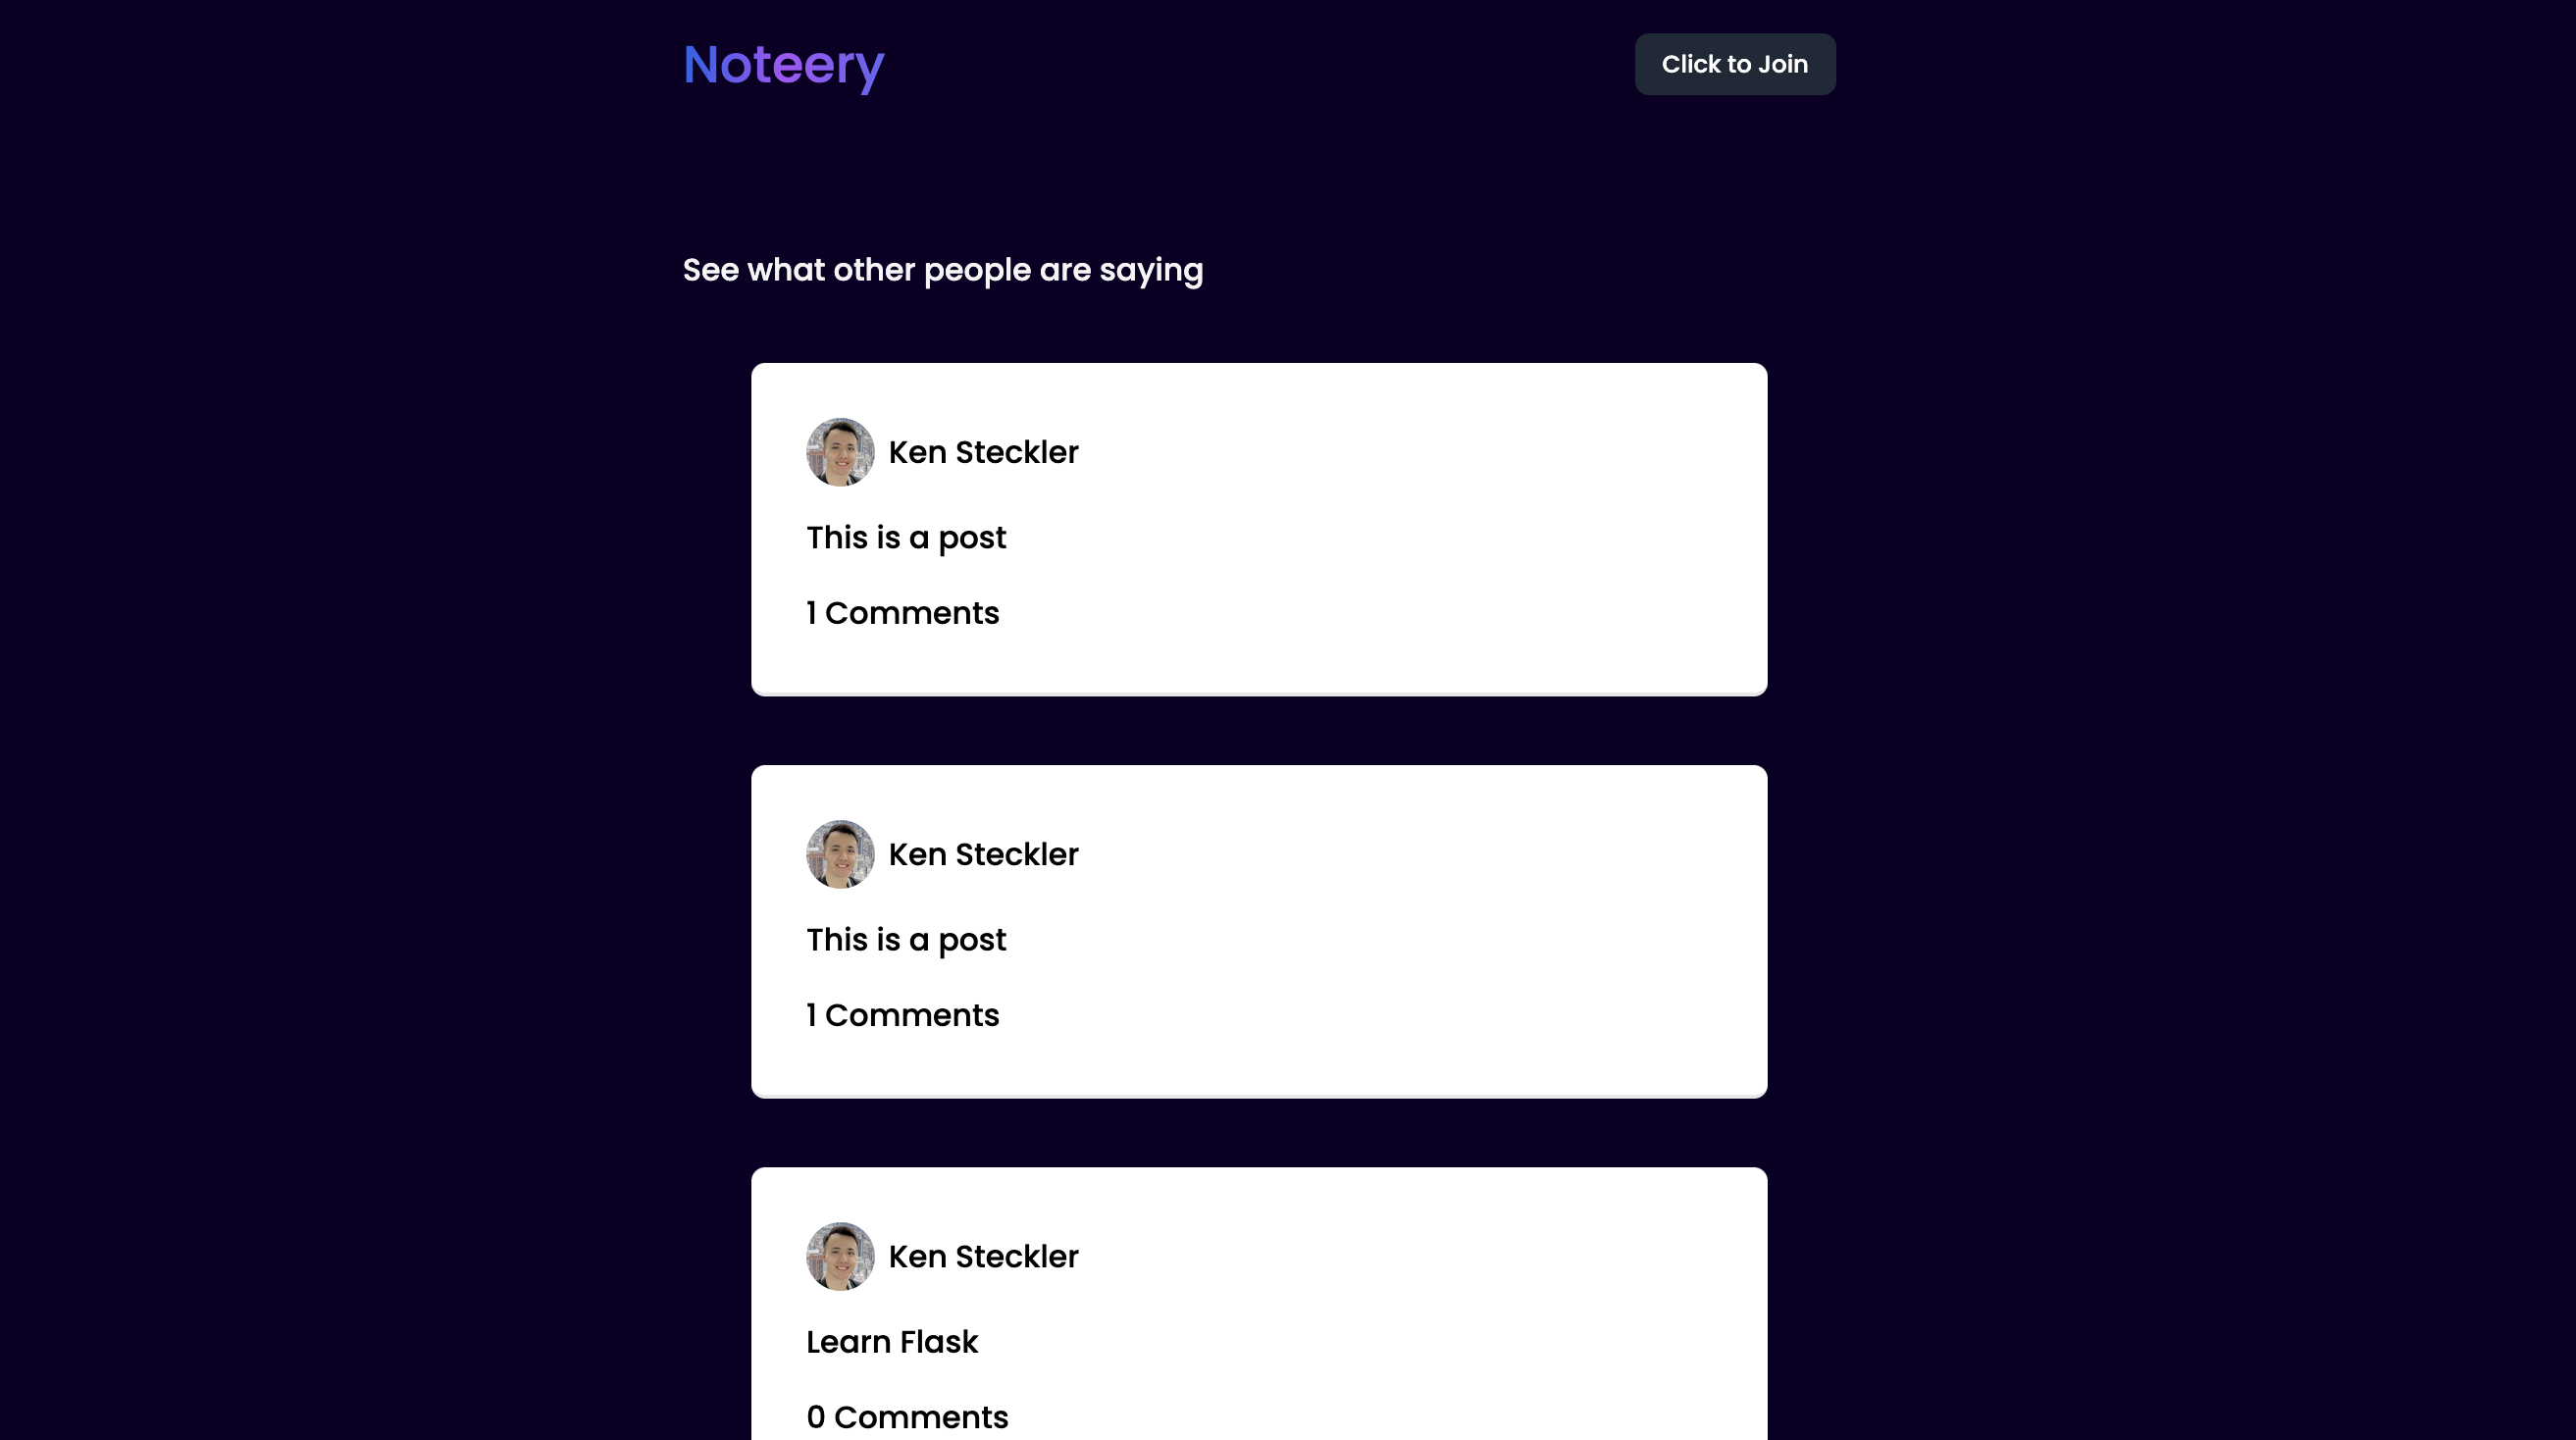 Noteery
Click to Join
See what other people are saying
Ken Steckler
This is a post
1 Comments
Ken Steckler
This is a post
1 Comments
Ken Steckler
Learn Flask
0 Comments